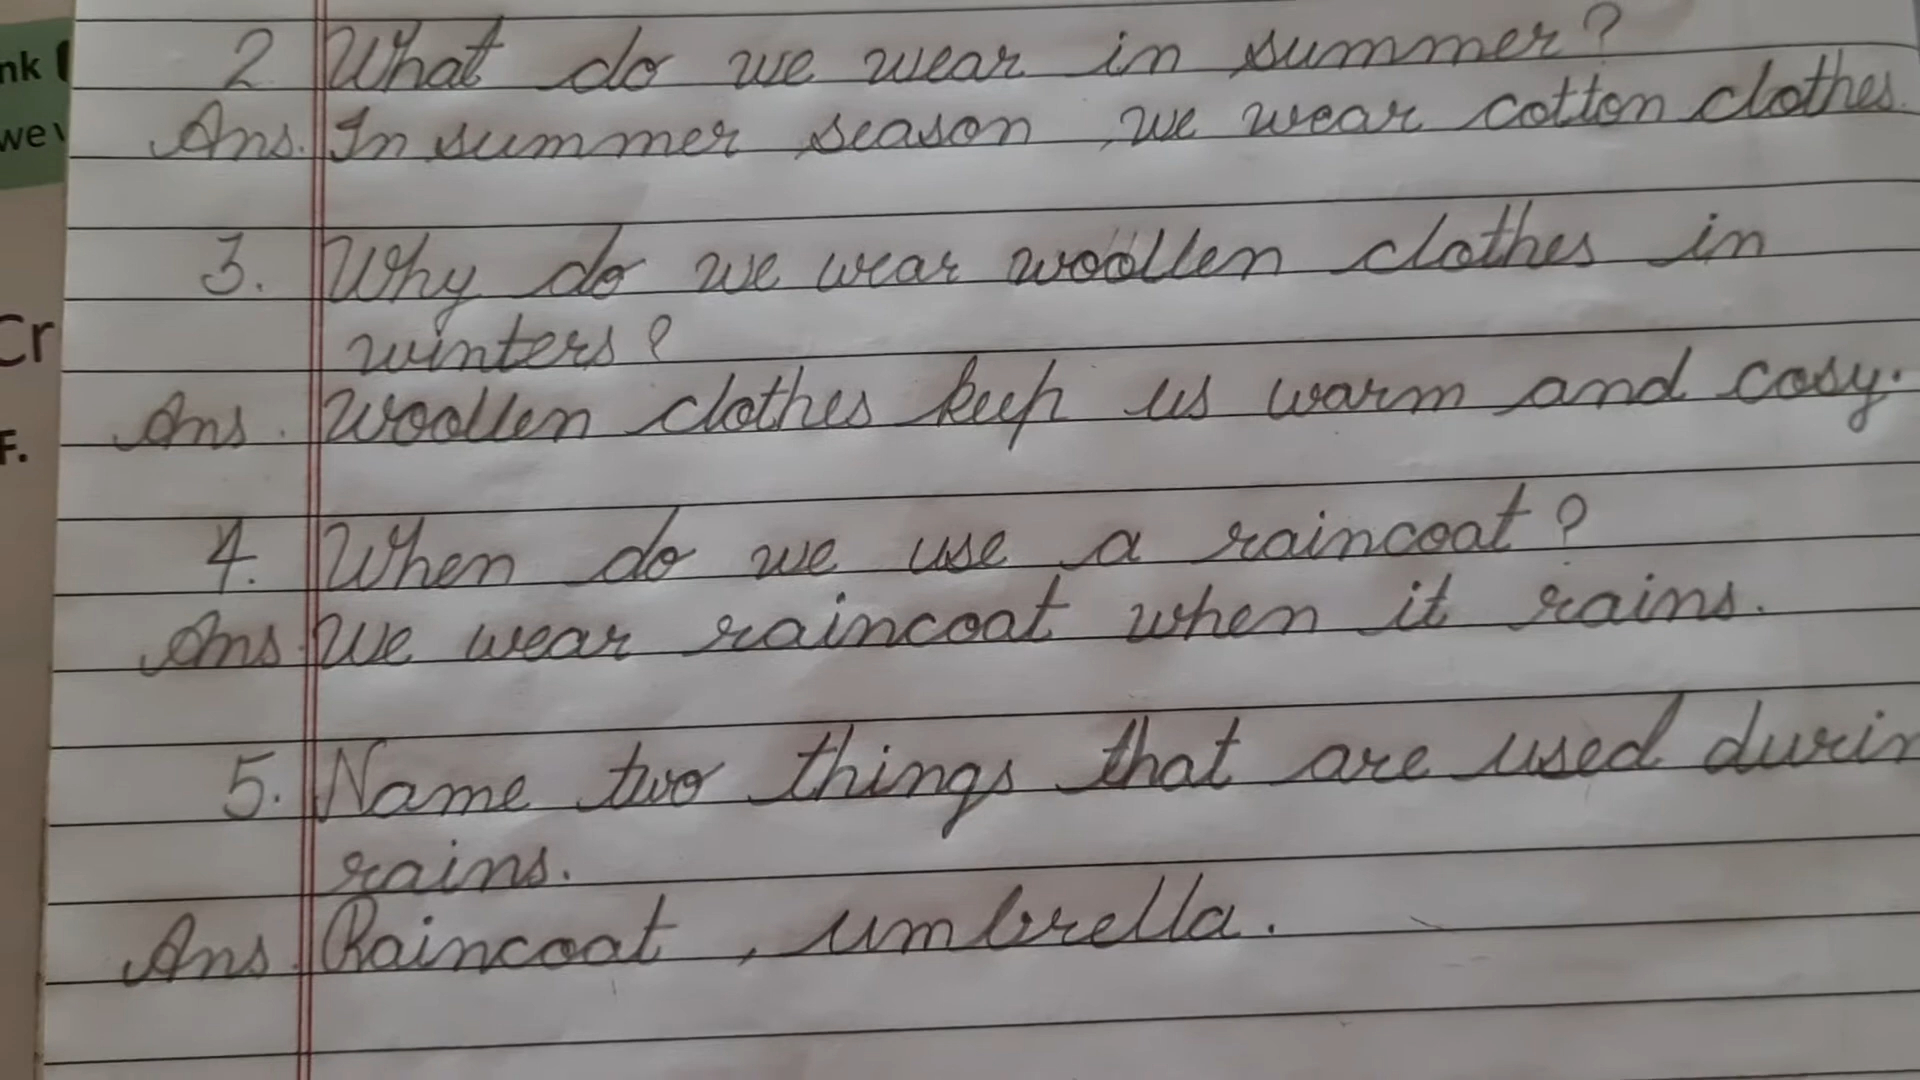 nk
we
Cr
F.
2 What do we wear in summer?
Ans. In summer season we wear cotton clothes.
3. Why do we wear woollen clothes in
winters?
Ans. Woollen clothes keep us warm and cosy.
4. When do we use a raincoat?
Ans. We wear raincoat when it rains.
5. Name two things that are used durin
rains.
Ans. Raincoat, umbrella.